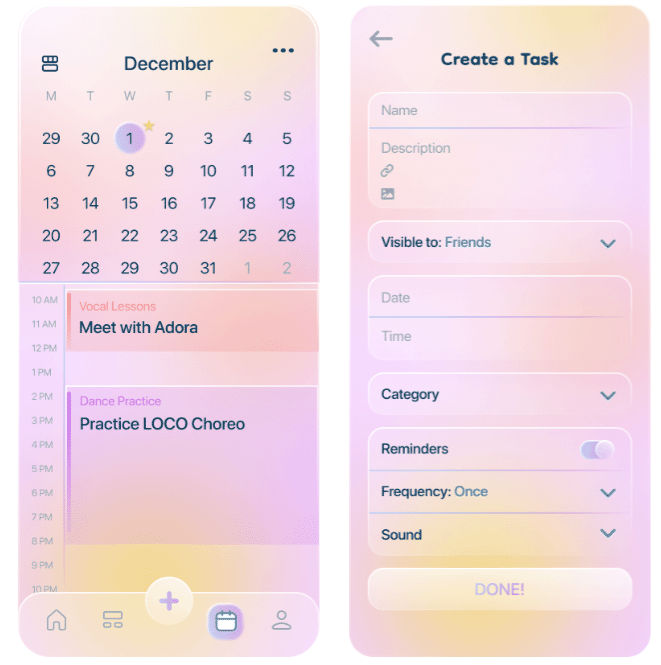 December
M T W T F S S
29 30 1 2 3 4 5
6 7 8 9 10 11 12
13 14 15 16 17 18 19
20 21 22 23 24 25 26
27 28 29 30 31 1 2
10 AM
Vocal Lessons
11 AM
Meet with Adora
12 PM
1 PM
2 PM
Dance Practice
3 PM
Practice LOCO Choreo
4 PM
5 PM
6 PM
7 PM
8 PM
9 PM
10 PM
Create a Task
Name
Description
Visible to: Friends
Date
Time
Category
Reminders
Frequency: Once
Sound
DONE!